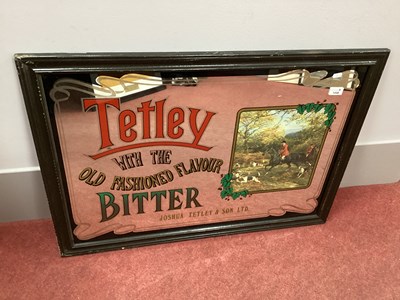 Tetley
WITH THE
OLD FASHIONED FLAVOUR
BITTER
JOSHUA TETLEY & SON LTD.